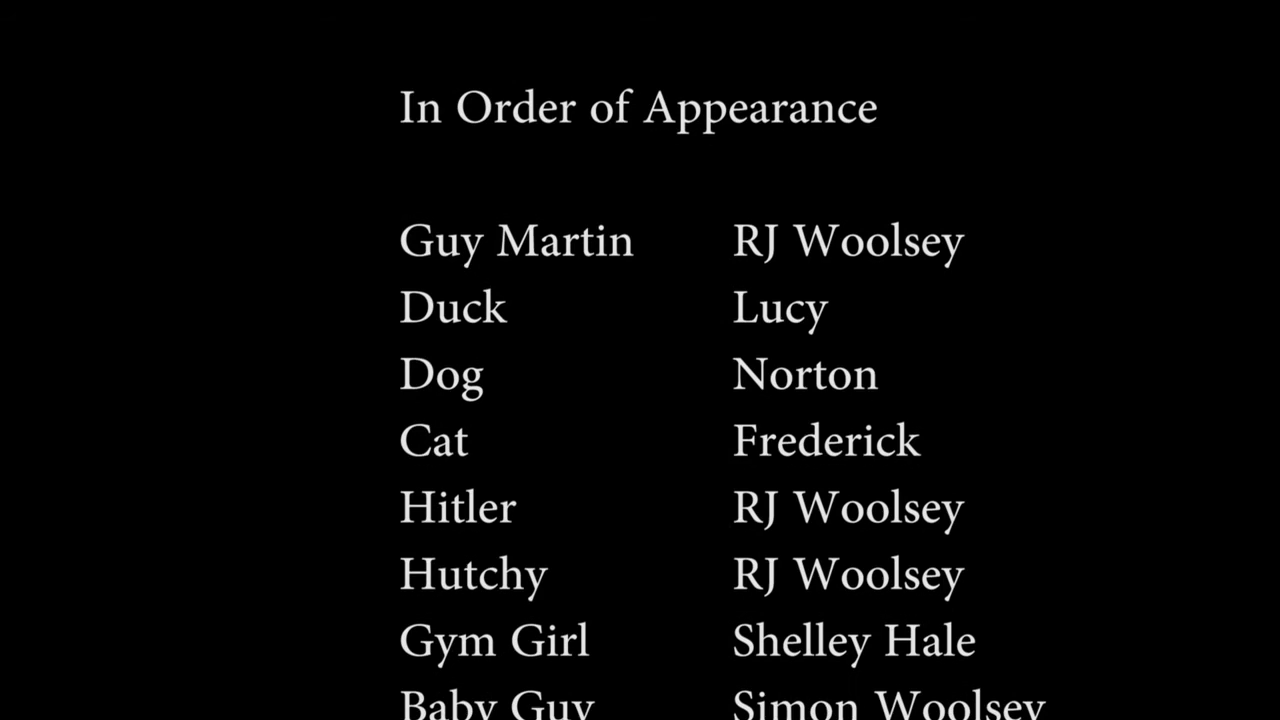 In Order of Appearance
Guy Martin RJ Woolsey
Duck Lucy
Dog Norton
Cat Frederick
Hitler RJ Woolsey
Hutchy RJ Woolsey
Gym Girl Shelley Hale
Baby Guy Simon Woolsey